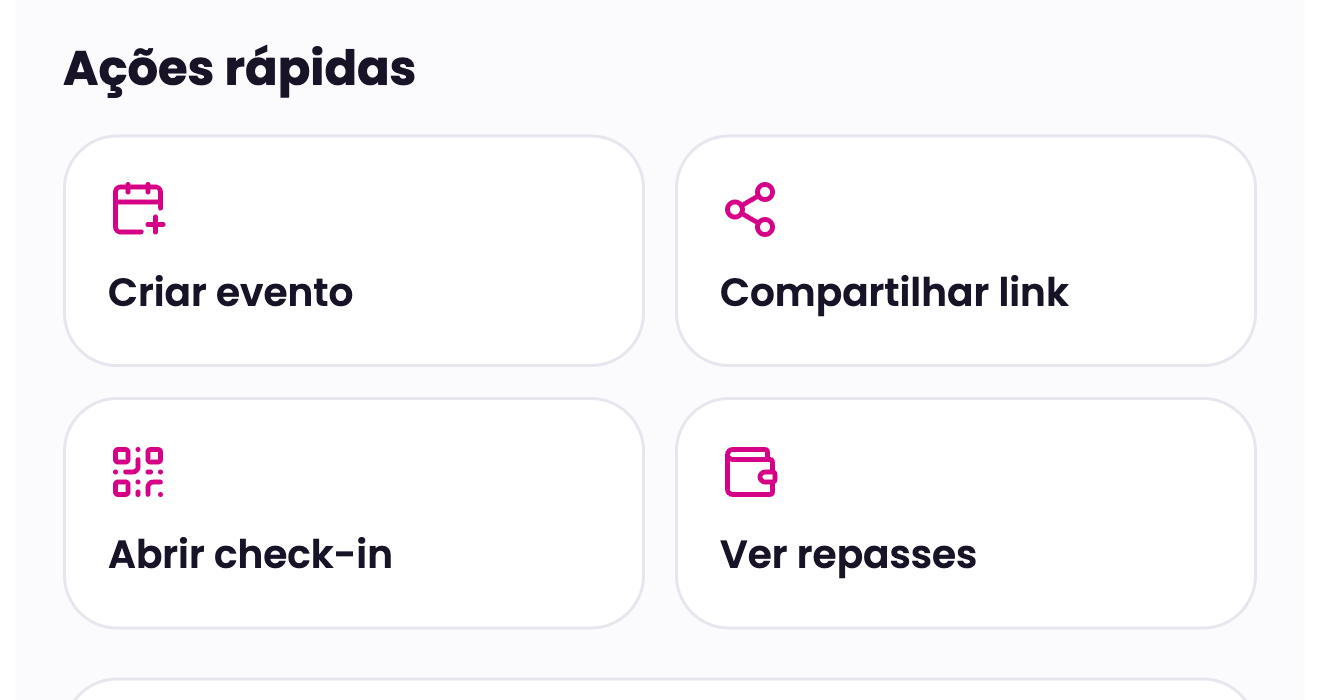 Ações rápidas
Criar evento
Compartilhar link
Abrir check-in
Ver repasses